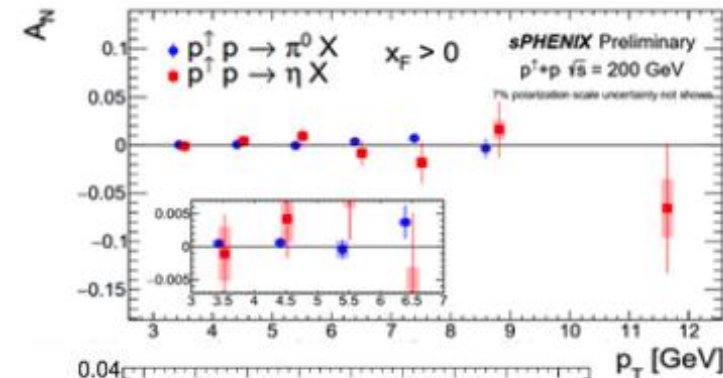 A_N
0.1
0.05
0
−0.05
−0.1
−0.15
p↑ p → π⁰ X
p↑ p → η X
x_F > 0
sPHENIX Preliminary
p↑+p √s = 200 GeV
7% polarization scale uncertainty not shown
0.005
0
−0.005
3 3.5 4 4.5 5 5.5 6 6.5 7
3 4 5 6 7 8 9 10 11 12
p_T [GeV]
0.04